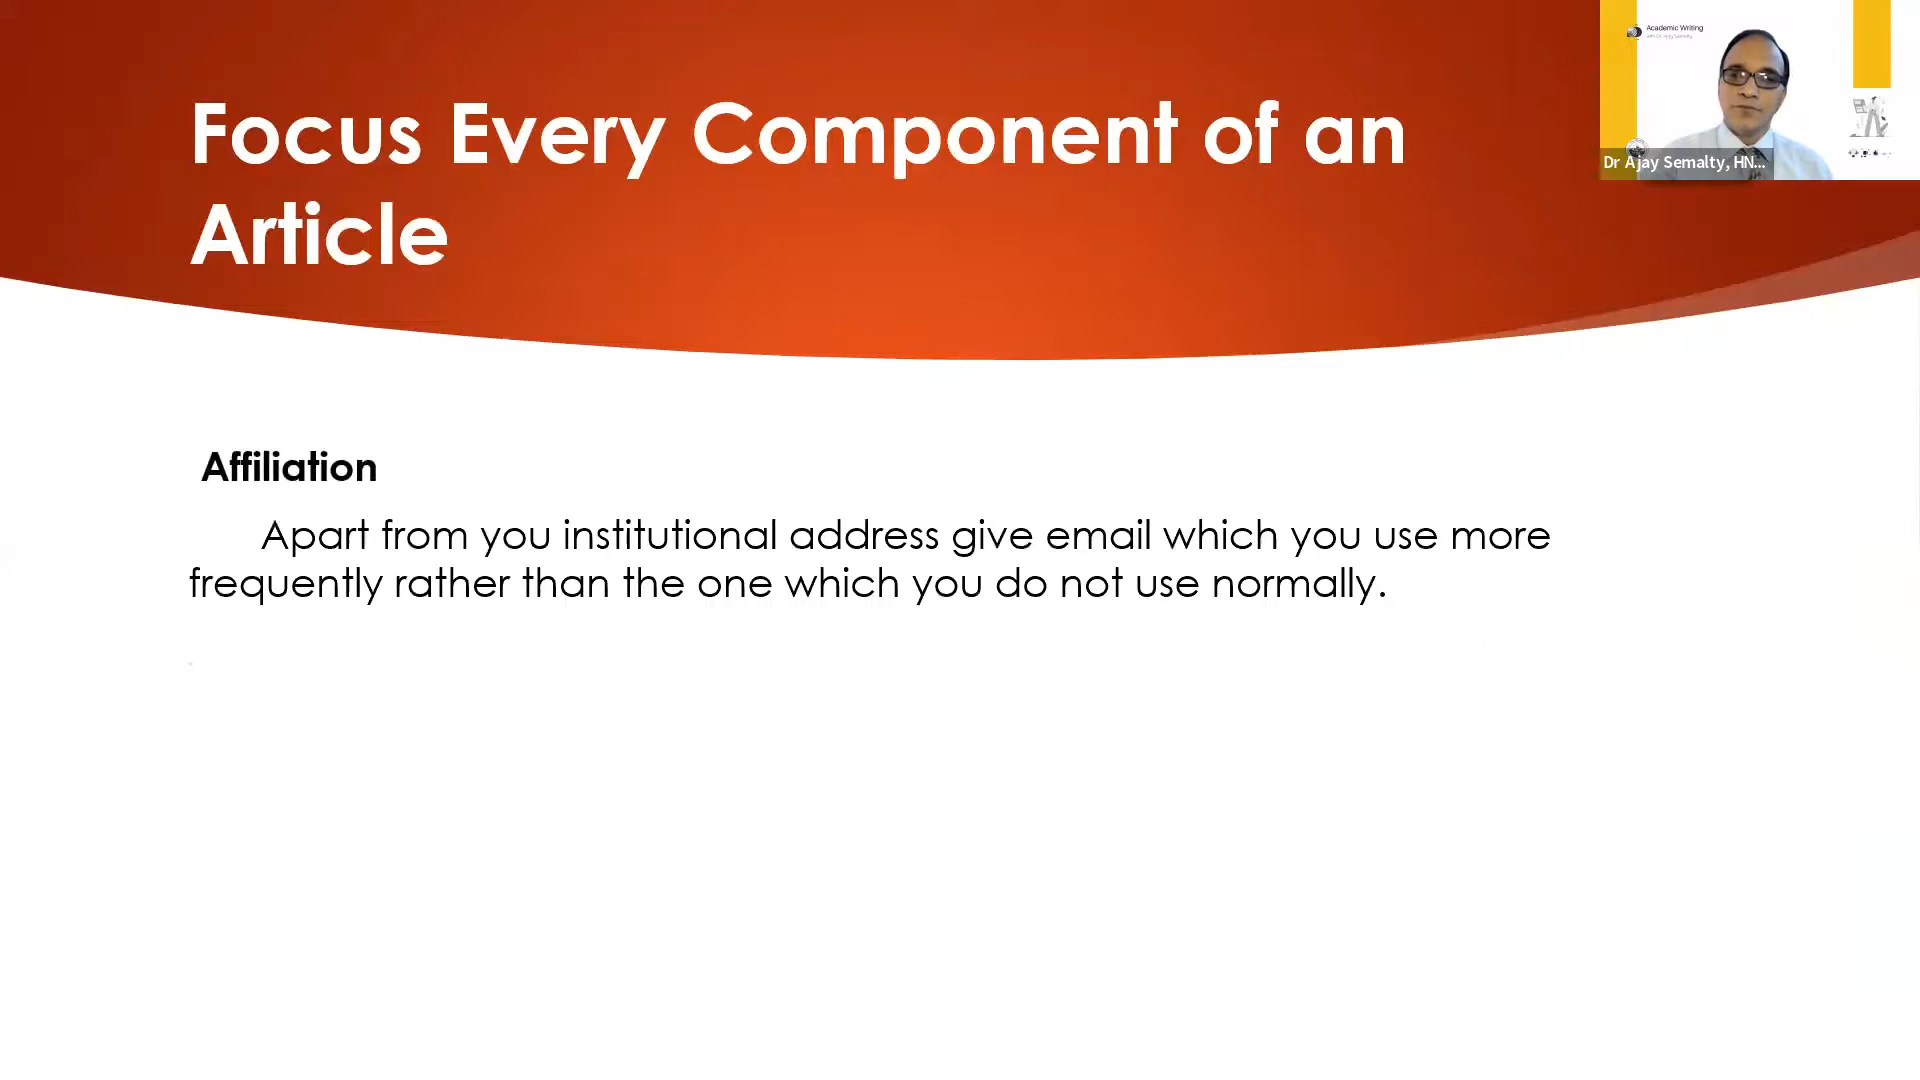 Focus Every Component of an
Article
Academic Writing
Dr Ajay Semalty, HN...
Affiliation
Apart from you institutional address give email which you use more
frequently rather than the one which you do not use normally.